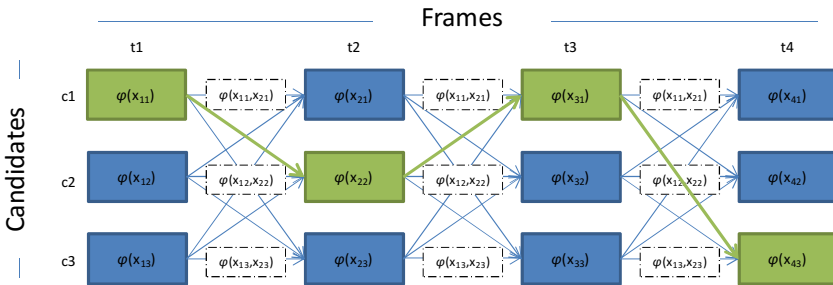 Frames
t1 t2 t3 t4
Candidates
c1 φ(x11) φ(x11,x21) φ(x21) φ(x11,x21) φ(x31) φ(x11,x21) φ(x41)
c2 φ(x12) φ(x12,x22) φ(x22) φ(x12,x22) φ(x32) φ(x12,x22) φ(x42)
c3 φ(x13) φ(x13,x23) φ(x23) φ(x13,x23) φ(x33) φ(x13,x23) φ(x43)